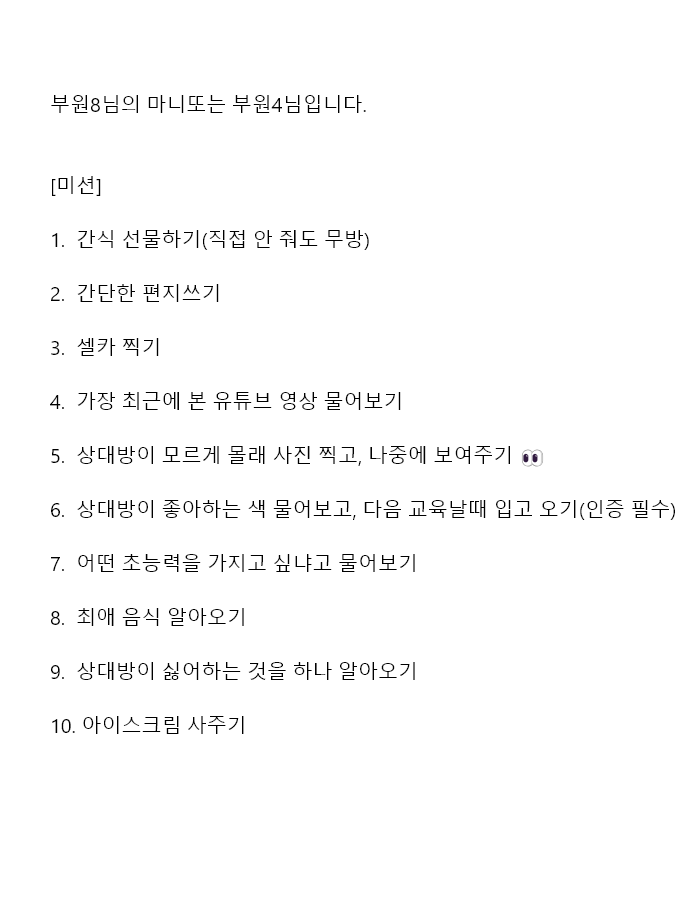 부원8님의 마니또는 부원4님입니다.
[미션]
1. 간식 선물하기(직접 안 줘도 무방)
2. 간단한 편지쓰기
3. 셀카 찍기
4. 가장 최근에 본 유튜브 영상 물어보기
5. 상대방이 모르게 몰래 사진 찍고, 나중에 보여주기 👀
6. 상대방이 좋아하는 색 물어보고, 다음 교육날때 입고 오기(인증 필수)
7. 어떤 초능력을 가지고 싶냐고 물어보기
8. 최애 음식 알아오기
9. 상대방이 싫어하는 것을 하나 알아오기
10. 아이스크림 사주기